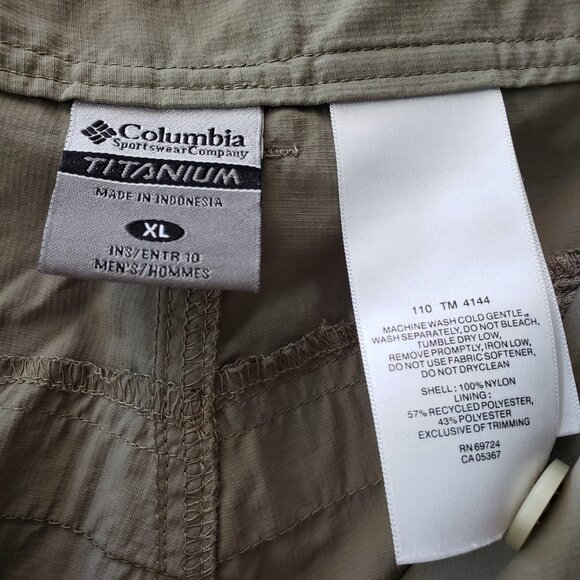 Columbia
Sportswear Company
TITANIUM
MADE IN INDONESIA
XL
INS/ENTR 10
MEN'S/HOMMES
110 TM 4144
MACHINE WASH COLD GENTLE,
WASH SEPARATELY, DO NOT BLEACH,
TUMBLE DRY LOW,
REMOVE PROMPTLY, IRON LOW,
DO NOT USE FABRIC SOFTENER,
DO NOT DRYCLEAN
SHELL: 100% NYLON
LINING:
57% RECYCLED POLYESTER,
43% POLYESTER
EXCLUSIVE OF TRIMMING
RN 69724
CA 05367